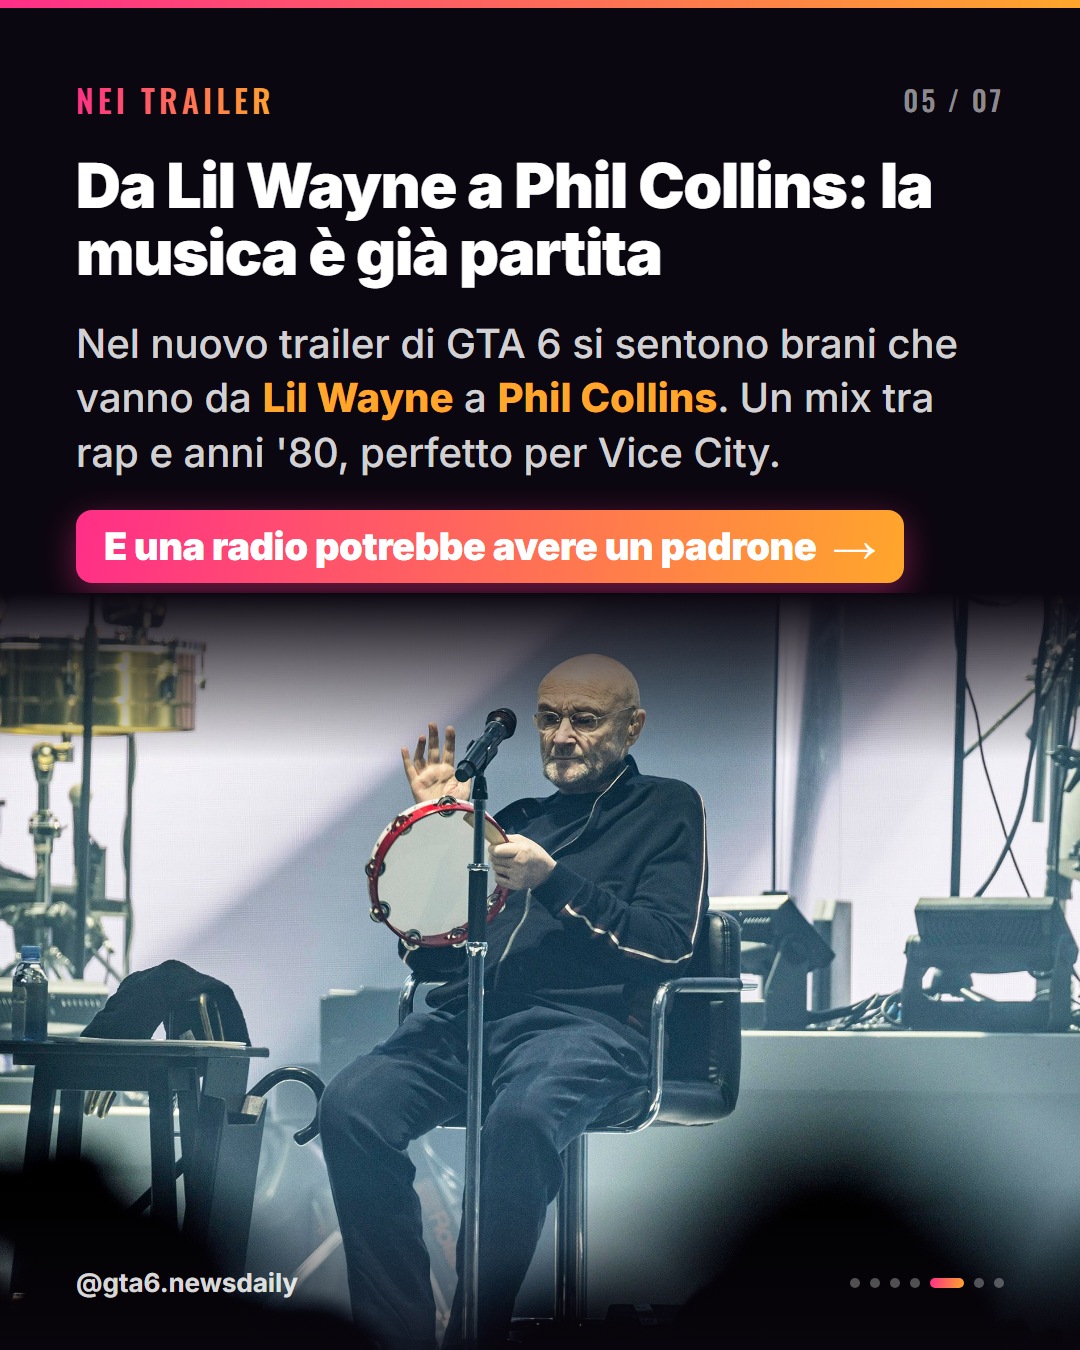 NEI TRAILER
05 / 07
Da Lil Wayne a Phil Collins: la
musica è già partita
Nel nuovo trailer di GTA 6 si sentono brani che
vanno da Lil Wayne a Phil Collins. Un mix tra
rap e anni '80, perfetto per Vice City.
E una radio potrebbe avere un padrone →
@gta6.newsdaily